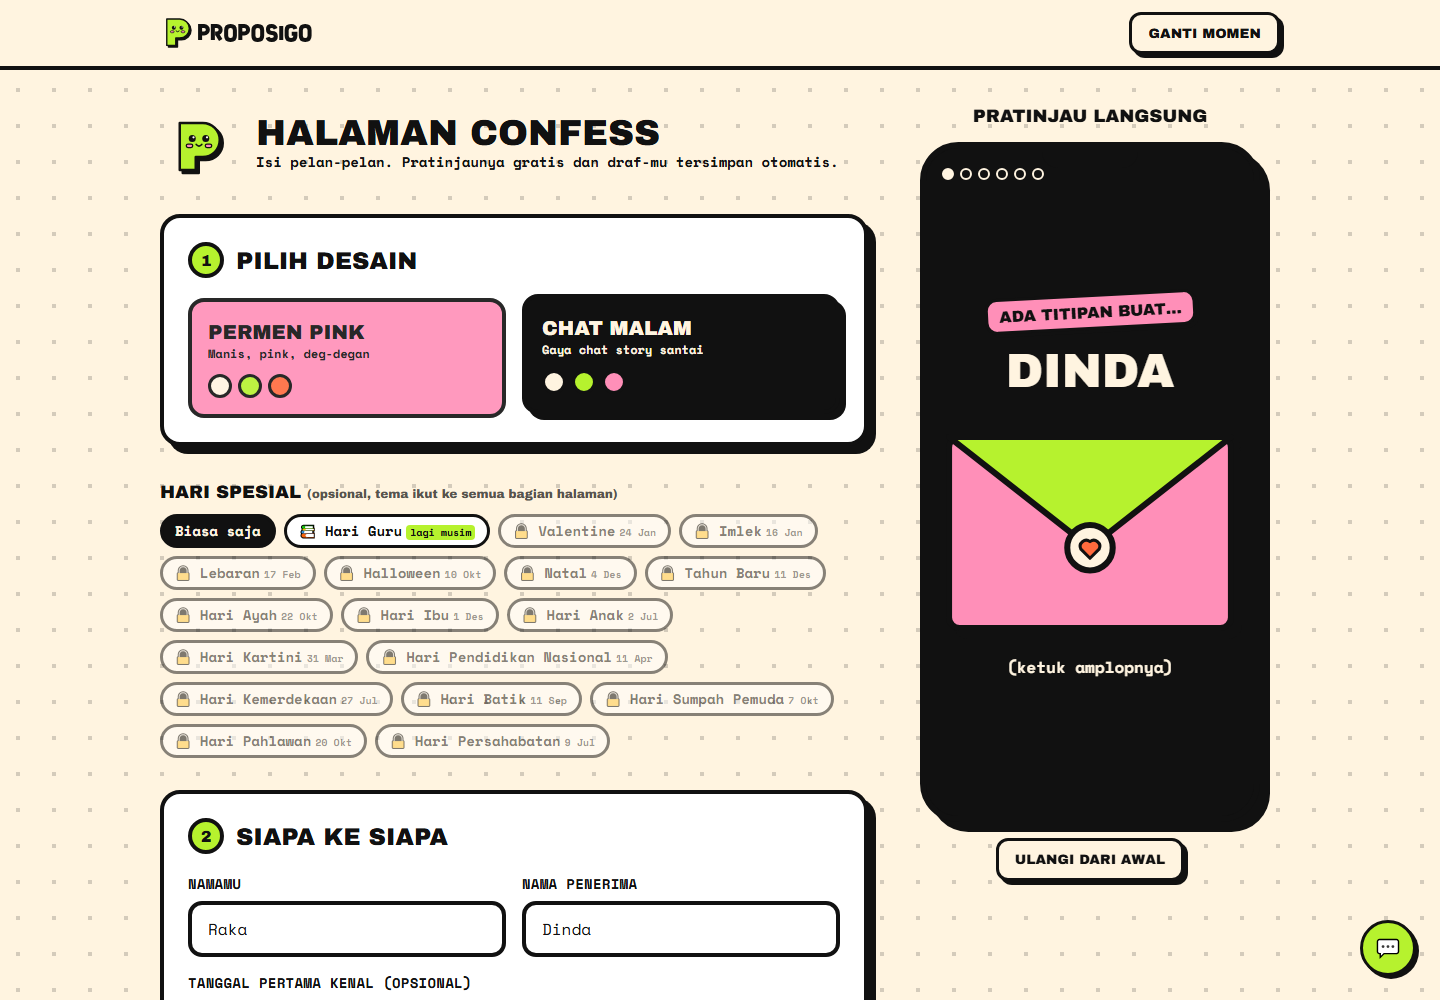 PROPOSiGO
GANTI MOMEN
HALAMAN CONFESS
Isi pelan-pelan. Pratinjaunya gratis dan draf-mu tersimpan otomatis.
1 PILIH DESAIN
PERMEN PINK
Manis, pink, deg-degan
CHAT MALAM
Gaya chat story santai
HARI SPESIAL (opsional, tema ikut ke semua bagian halaman)
Biasa saja
Hari Guru lagi musim
Valentine 24 Jan
Imlek 16 Jan
Lebaran 17 Feb
Halloween 10 Okt
Natal 4 Des
Tahun Baru 11 Des
Hari Ayah 22 Okt
Hari Ibu 1 Des
Hari Anak 2 Jul
Hari Kartini 31 Mar
Hari Pendidikan Nasional 11 Apr
Hari Kemerdekaan 27 Jul
Hari Batik 11 Sep
Hari Sumpah Pemuda 7 Okt
Hari Pahlawan 20 Okt
Hari Persahabatan 9 Jul
2 SIAPA KE SIAPA
NAMAMU
Raka
NAMA PENERIMA
Dinda
TANGGAL PERTAMA KENAL (OPSIONAL)
PRATINJAU LANGSUNG
ADA TITIPAN BUAT...
DINDA
(ketuk amplopnya)
ULANGI DARI AWAL